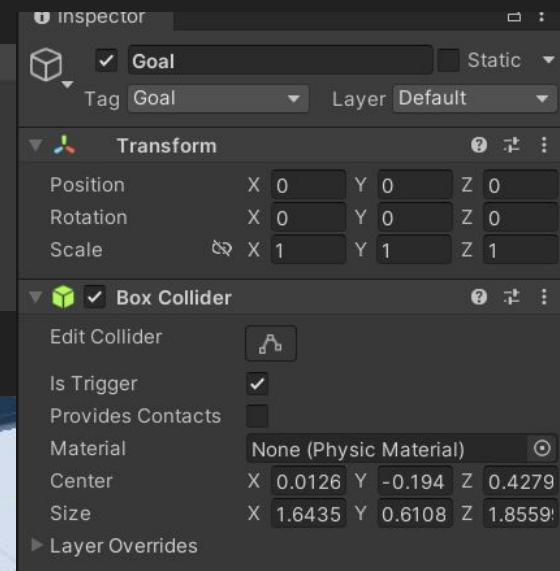 Inspector
Goal Static
Tag Goal Layer Default
Transform
Position X 0 Y 0 Z 0
Rotation X 0 Y 0 Z 0
Scale X 1 Y 1 Z 1
Box Collider
Edit Collider
Is Trigger
Provides Contacts
Material None (Physic Material)
Center X 0.0126 Y -0.194 Z 0.4279
Size X 1.6435 Y 0.6108 Z 1.8559
Layer Overrides